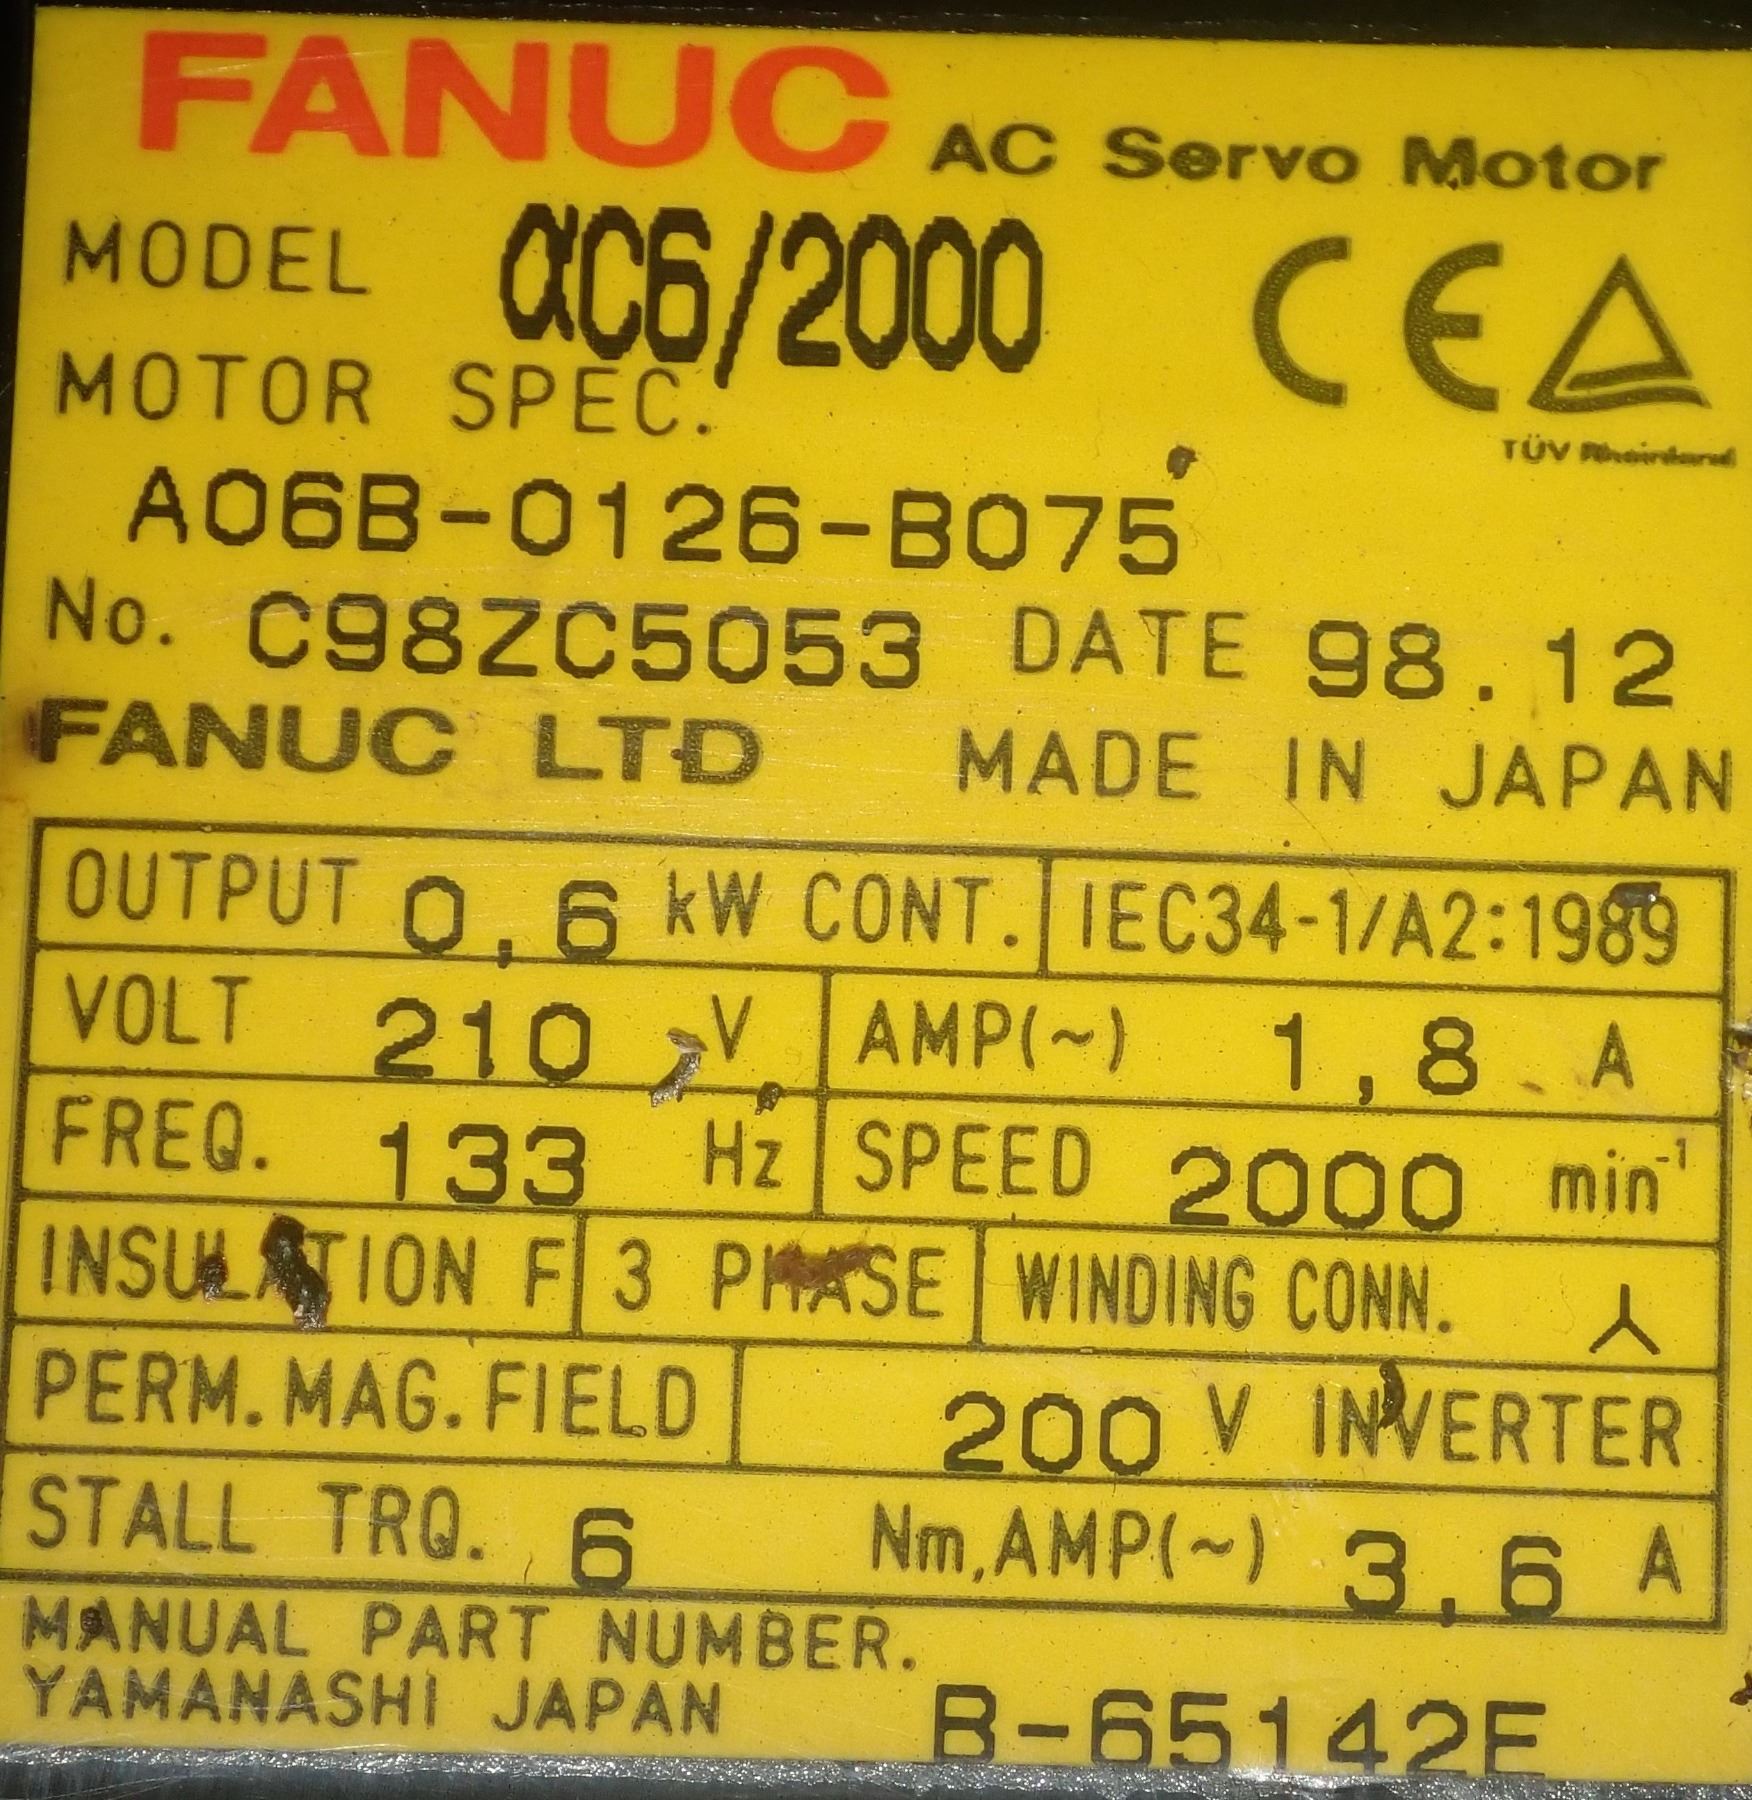 FANUC AC Servo Motor
MODEL αC6/2000
CE
MOTOR SPEC.
TÜV Rheinland
A06B-0126-B075
No. C98ZC5053 DATE 98.12
FANUC LTD MADE IN JAPAN
OUTPUT 0,6 kW CONT. IEC34-1/A2:1989
VOLT 210 V AMP(~) 1,8 A
FREQ. 133 Hz SPEED 2000 min-1
INSULATION F 3 PHASE WINDING CONN.
PERM.MAG.FIELD 200 V INVERTER
STALL TRQ. 6 Nm,AMP(~) 3,6 A
MANUAL PART NUMBER.
YAMANASHI JAPAN B-65142E